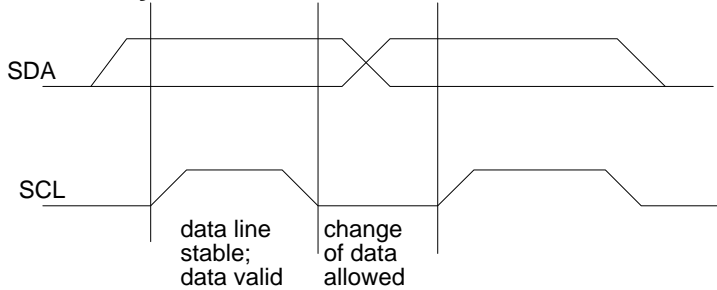 SDA
SCL
data line
stable;
data valid
change
of data
allowed